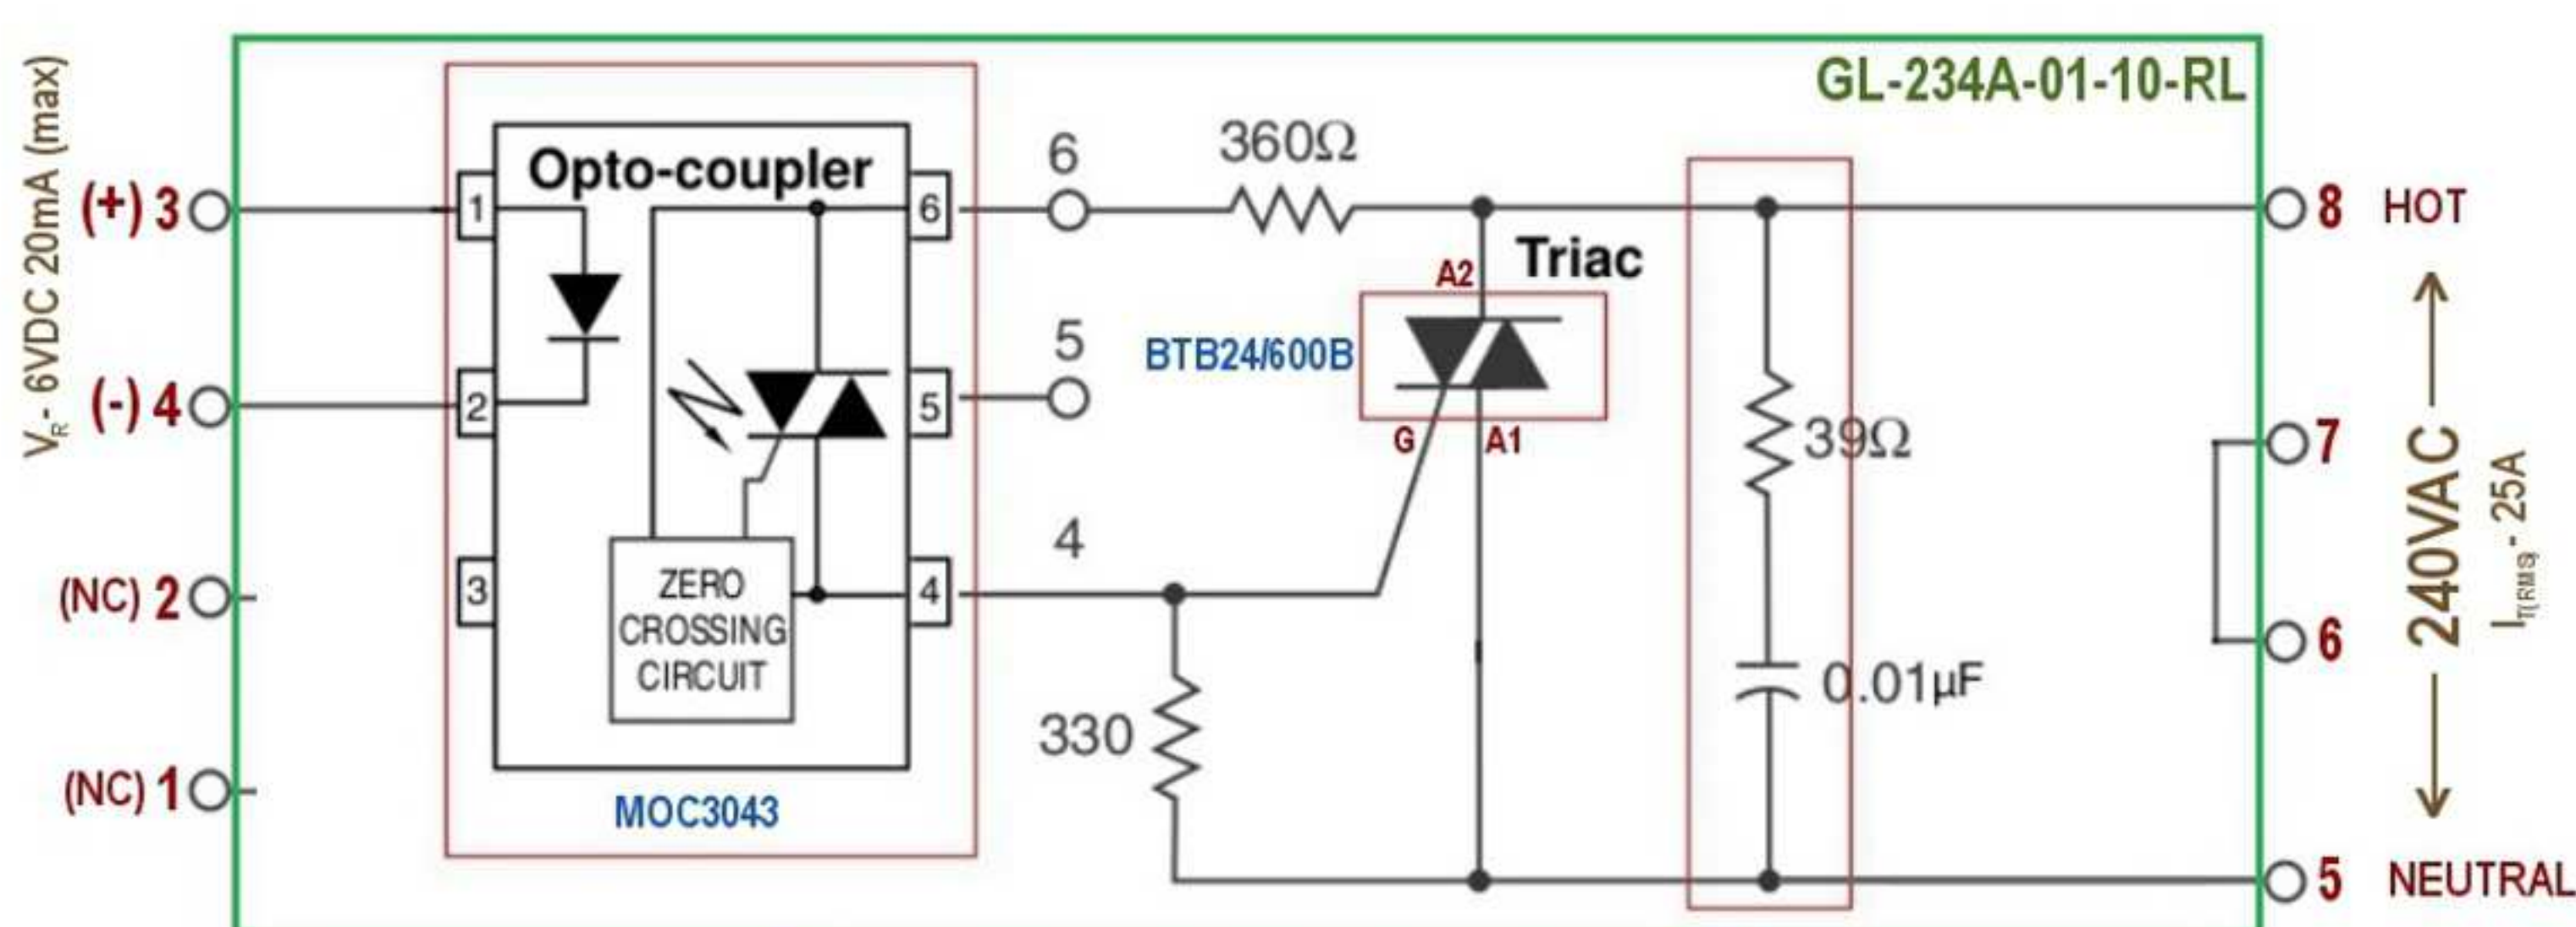 GL-234A-01-10-RL
V_R - 6VDC 20mA (max)
(+) 3
(-) 4
(NC) 2
(NC) 1
Opto-coupler
1
2
3
6
5
4
ZERO
CROSSING
CIRCUIT
MOC3043
6
5
4
360Ω
330
Triac
A2
BTB24/600B
G
A1
39Ω
0.01µF
8 HOT
7
6
5 NEUTRAL
240VAC
I_T(RMS) - 25A